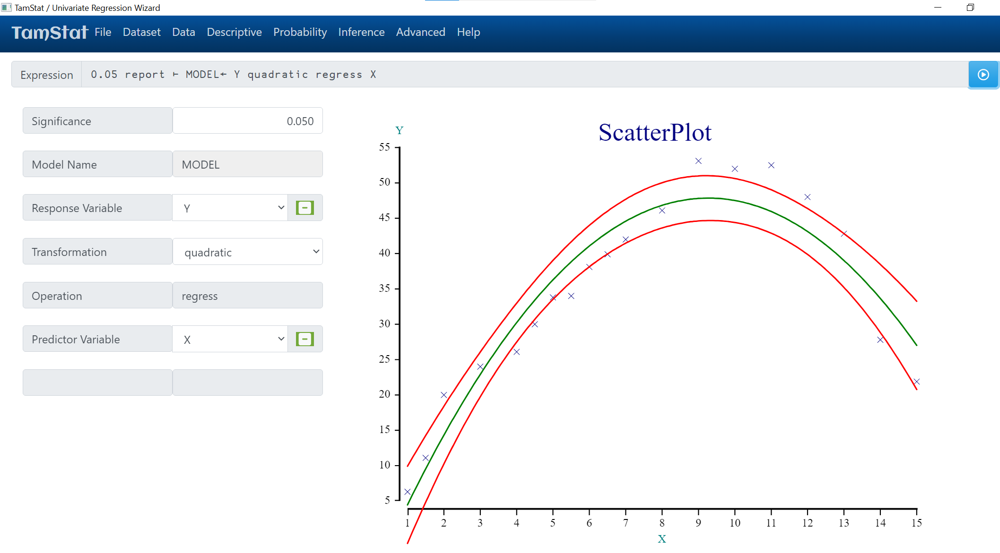 TamStat / Univariate Regression Wizard
TamStat File Dataset Data Descriptive Probability Inference Advanced Help
Expression 0.05 report ⊢ MODEL← Y quadratic regress X
Significance 0.050
Model Name MODEL
Response Variable Y
Transformation quadratic
Operation regress
Predictor Variable X
ScatterPlot
Y
55
50
45
40
35
30
25
20
15
10
5
1 2 3 4 5 6 7 8 9 10 11 12 13 14 15
X